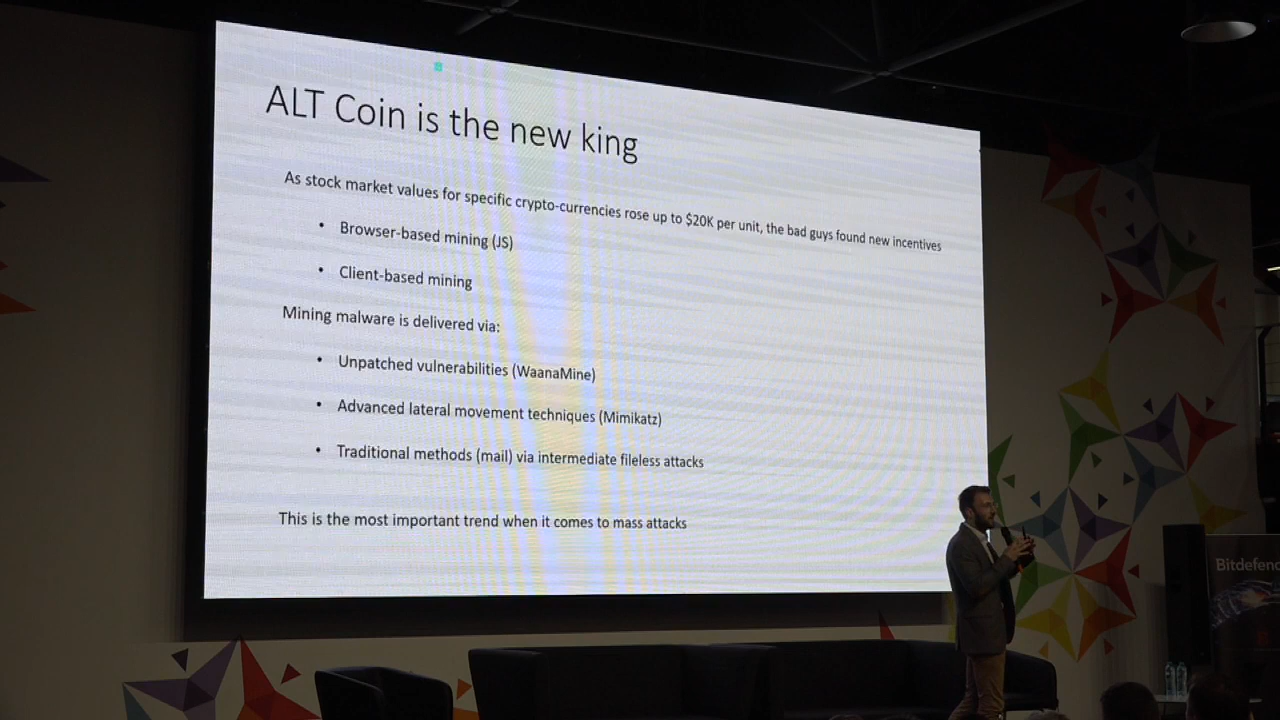 ALT Coin is the new king
As stock market values for specific crypto-currencies rose up to $20K per unit, the bad guys found new incentives
• Browser-based mining (JS)
• Client-based mining
Mining malware is delivered via:
• Unpatched vulnerabilities (WaanaMine)
• Advanced lateral movement techniques (Mimikatz)
• Traditional methods (mail) via intermediate fileless attacks
This is the most important trend when it comes to mass attacks
Bitdefend